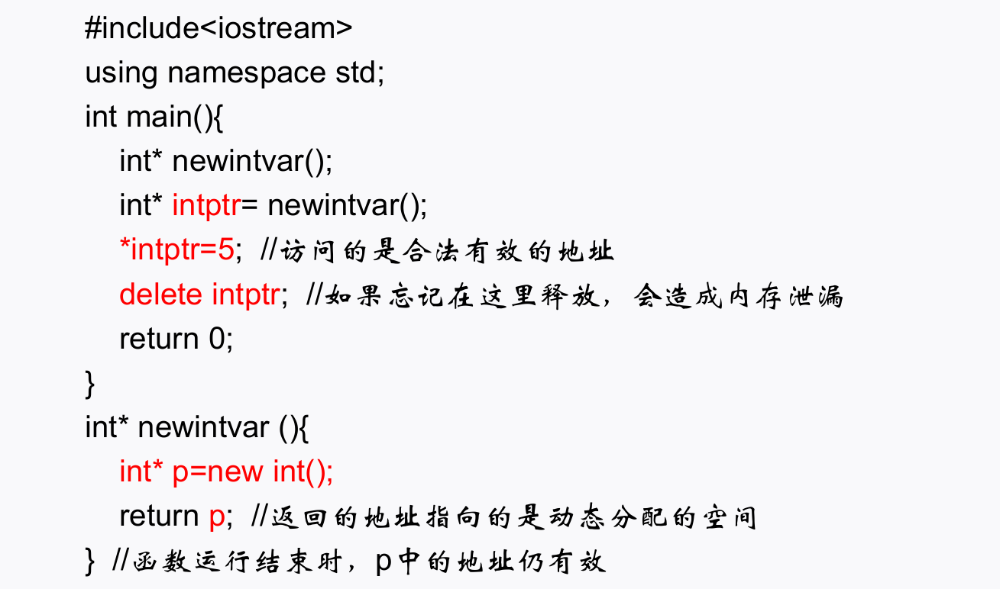 #include<iostream>
using namespace std;
int main(){
int* newintvar();
int* intptr= newintvar();
*intptr=5; //访问的是合法有效的地址
delete intptr; //如果忘记在这里释放，会造成内存泄漏
return 0;
}
int* newintvar (){
int* p=new int();
return p; //返回的地址指向的是动态分配的空间
} //函数运行结束时，p中的地址仍有效